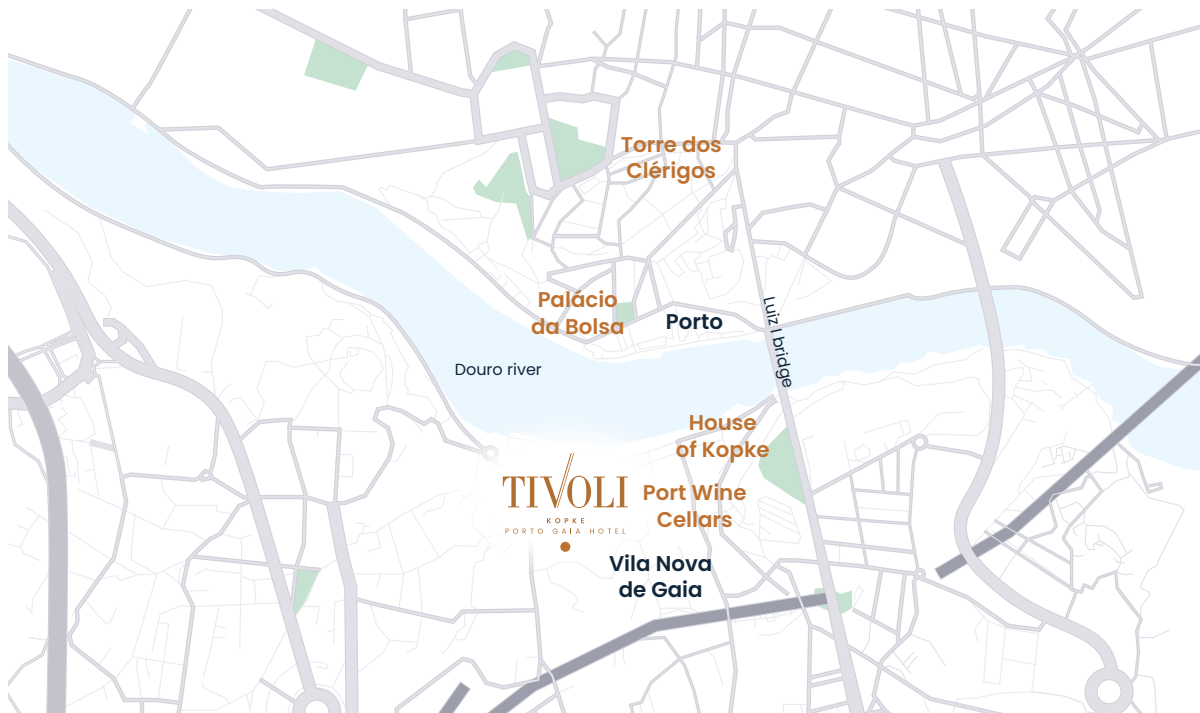 Torre dos
Clérigos
Palácio
da Bolsa
Porto
Luiz I bridge
Douro river
House
of Kopke
TIVOLI
KOPKE
PORTO GAIA HOTEL
Port Wine
Cellars
Vila Nova
de Gaia